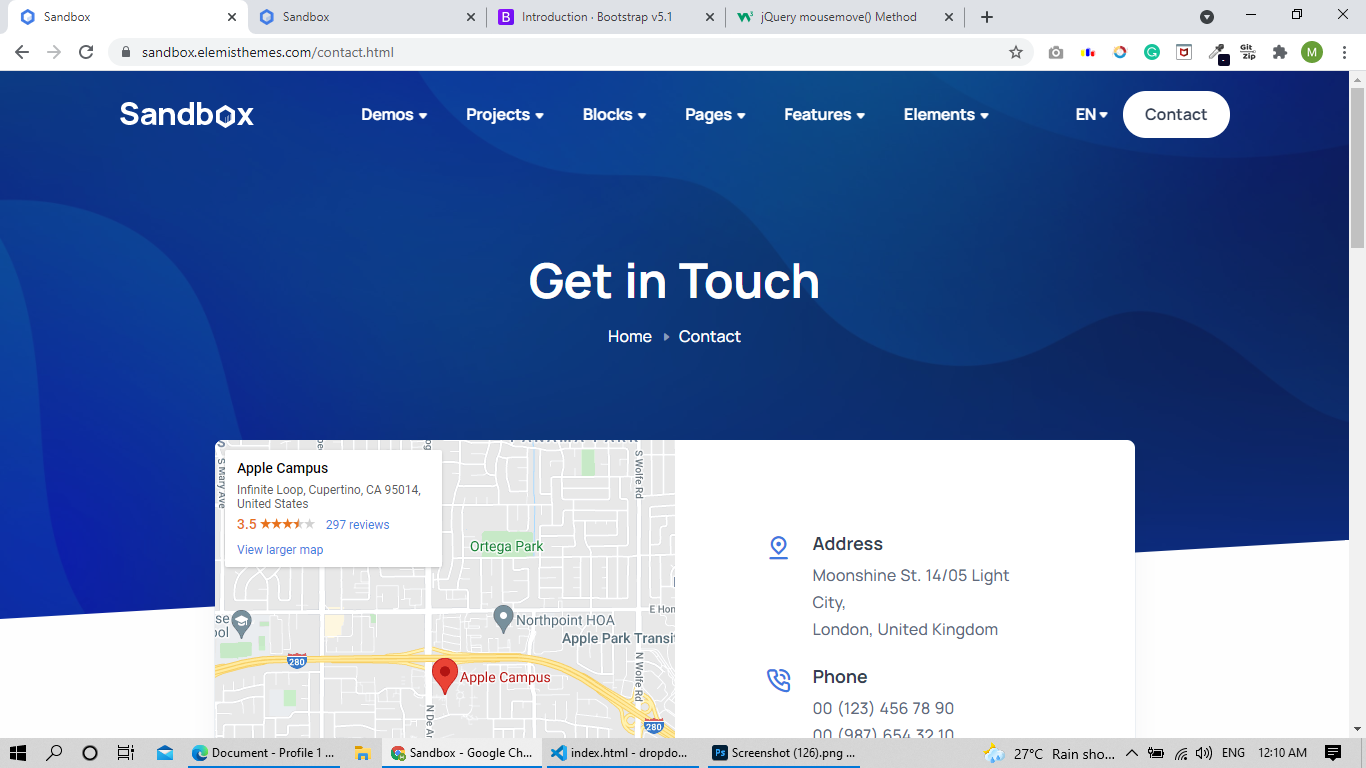 Sandbox
Sandbox
Introduction · Bootstrap v5.1
jQuery mousemove() Method
sandbox.elemisthemes.com/contact.html
Git
Zip
M
Sandbox
Demos
Projects
Blocks
Pages
Features
Elements
EN
Contact
Get in Touch
Home
Contact
Apple Campus
Infinite Loop, Cupertino, CA 95014,
United States
3.5
297 reviews
View larger map
S Mary Ave
S Wolfe Rd
Ortega Park
Northpoint HOA
E Hom
Apple Park Transit
280
Apple Campus
N Wolfe Rd
N De An
280
Address
Moonshine St. 14/05 Light
City,
London, United Kingdom
Phone
00 (123) 456 78 90
00 (987) 654 32 10
Document - Profile 1 ...
Sandbox - Google Ch...
index.html - dropdo...
Screenshot (126).png ...
27°C Rain sho...
ENG
12:10 AM